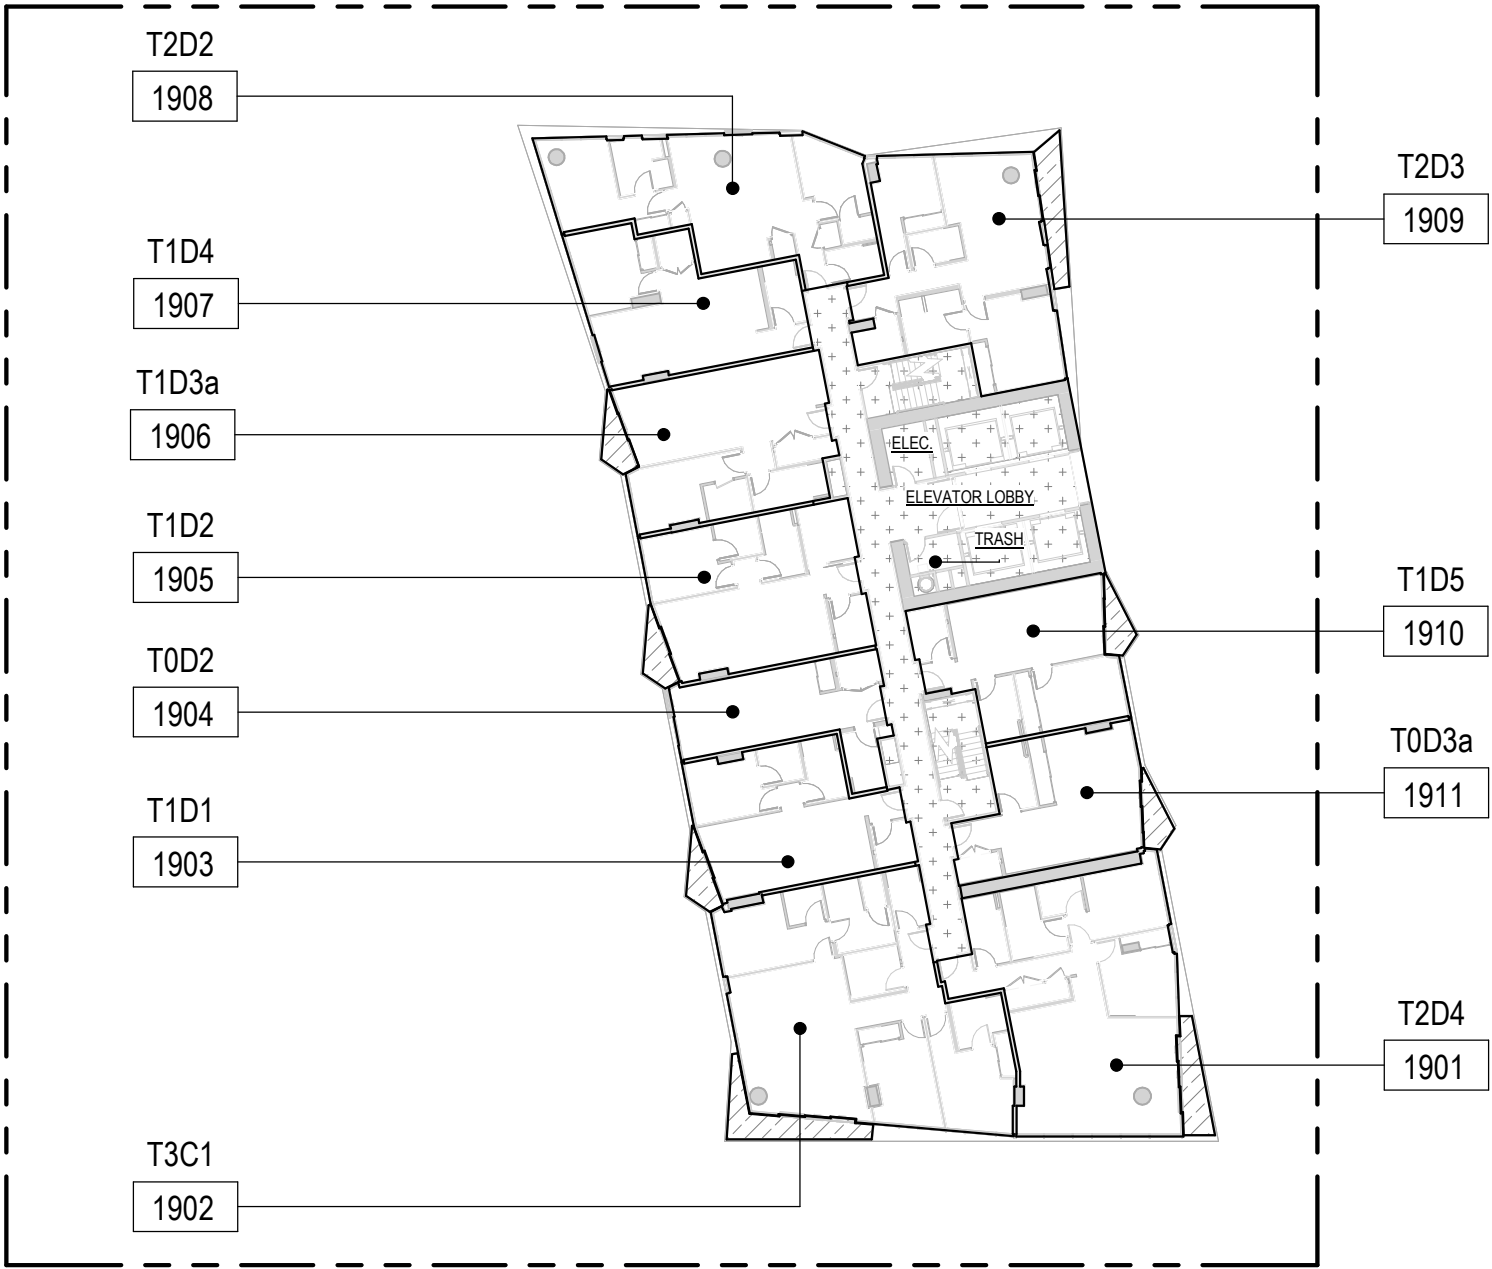 T2D2
1908
T1D4
1907
T1D3a
1906
T1D2
1905
T0D2
1904
T1D1
1903
T3C1
1902
ELEC.
ELEVATOR LOBBY
TRASH
T2D3
1909
T1D5
1910
T0D3a
1911
T2D4
1901